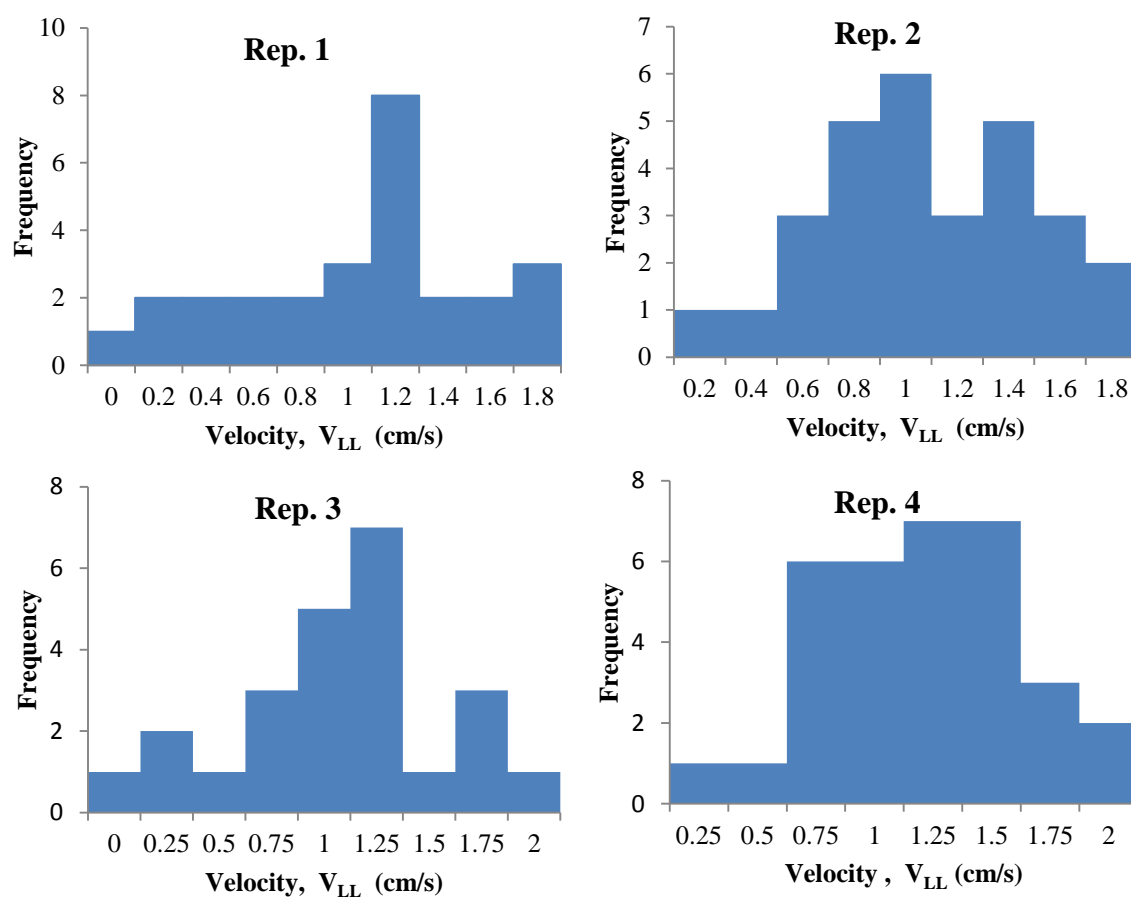 Rep. 1
10
8
6
4
2
0
Frequency
0 0.2 0.4 0.6 0.8 1 1.2 1.4 1.6 1.8
Velocity, VLL (cm/s)
Rep. 2
7
6
5
4
3
2
1
0
Frequency
0.2 0.4 0.6 0.8 1 1.2 1.4 1.6 1.8
Velocity, VLL (cm/s)
Rep. 3
8
6
4
2
0
Frequency
0 0.25 0.5 0.75 1 1.25 1.5 1.75 2
Velocity, VLL (cm/s)
Rep. 4
8
6
4
2
0
Frequency
0.25 0.5 0.75 1 1.25 1.5 1.75 2
Velocity , VLL (cm/s)